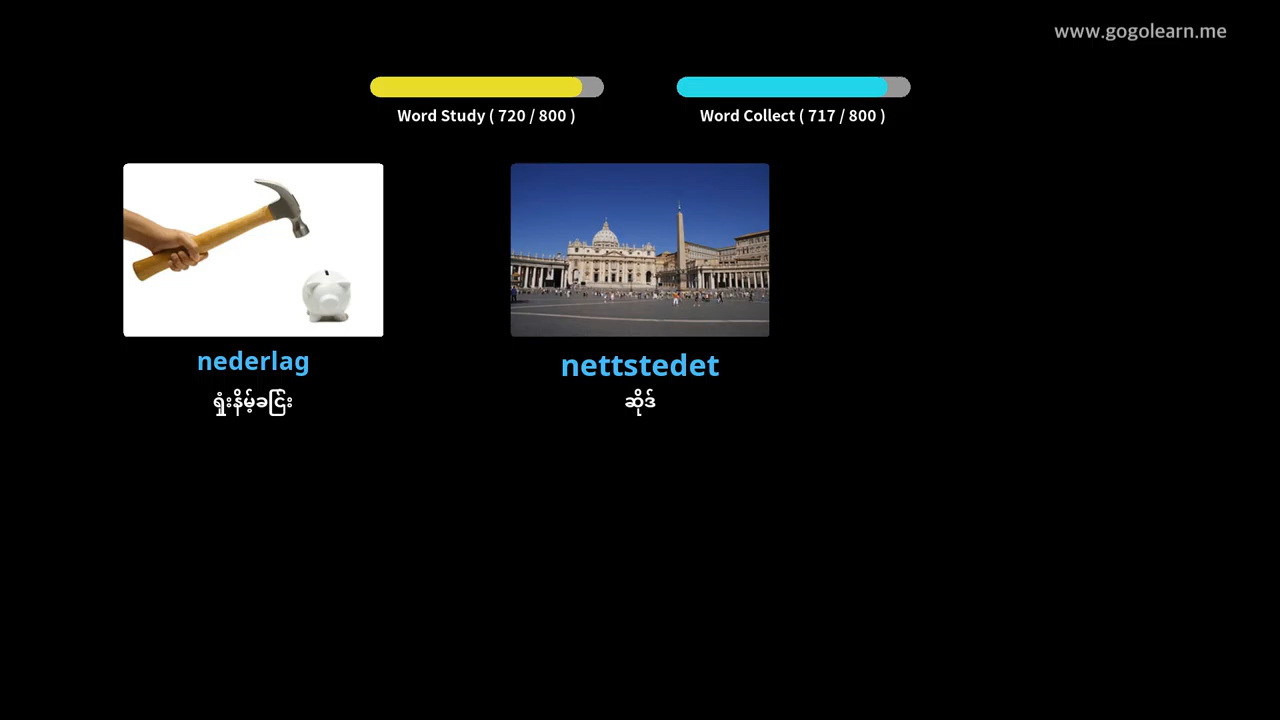 www.gogolearn.me
Word Study ( 720 / 800 )
Word Collect ( 717 / 800 )
nederlag
ရှုံးနိမ့်ခြင်း
nettstedet
ဆိုဒ်